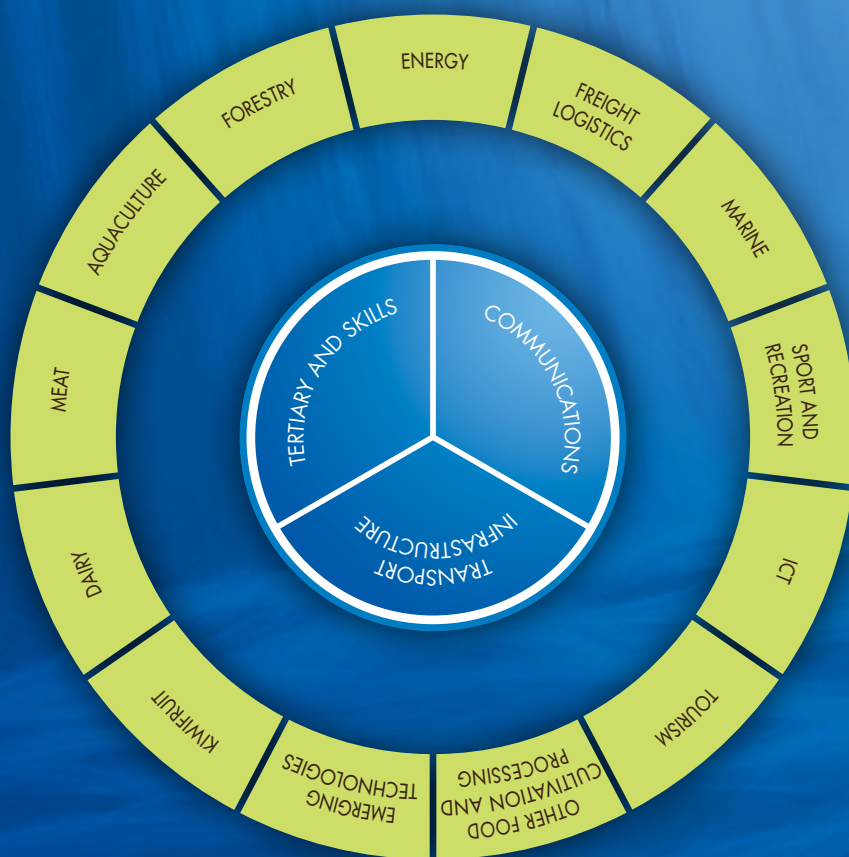 ENERGY
FREIGHT
LOGISTICS
MARINE
SPORT AND
RECREATION
ICT
TOURISM
OTHER FOOD
CULTIVATION AND
PROCESSING
EMERGING
TECHNOLOGIES
KIWIFRUIT
DAIRY
MEAT
AQUACULTURE
FORESTRY
TERTIARY AND SKILLS
COMMUNICATIONS
TRANSPORT
INFRASTRUCTURE